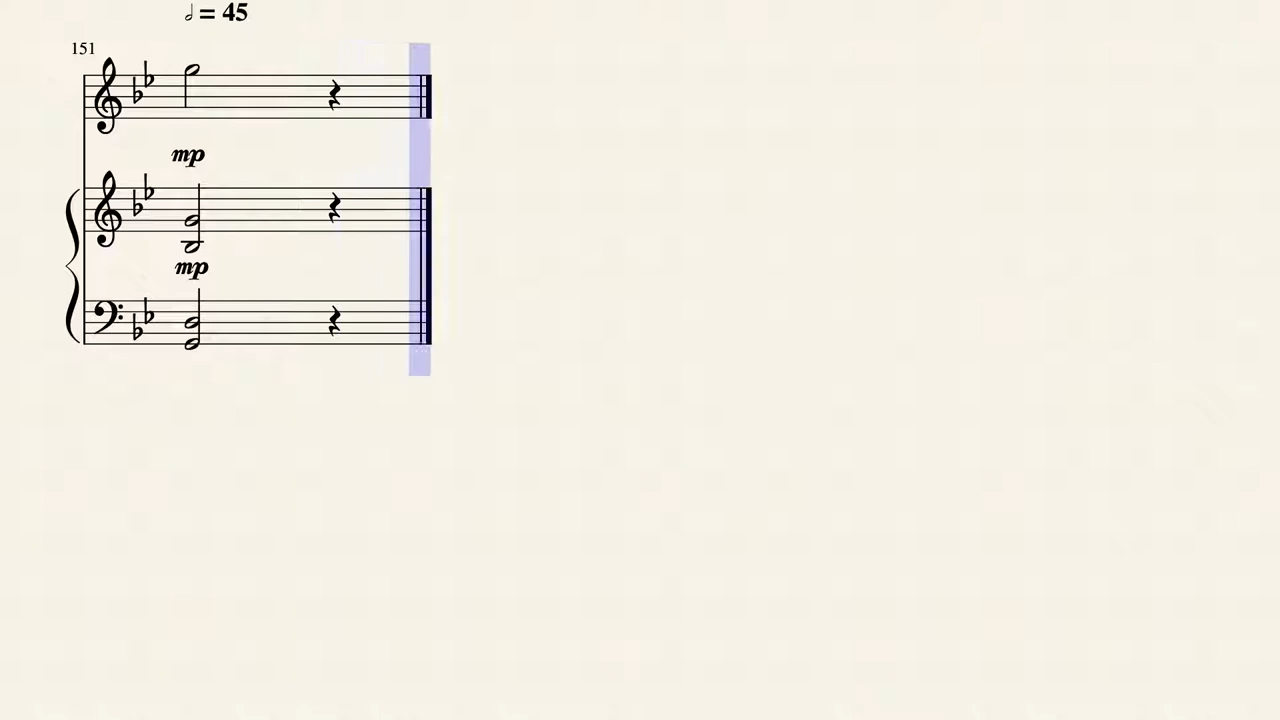 𝅗𝅥 = 45
151
mp
mp